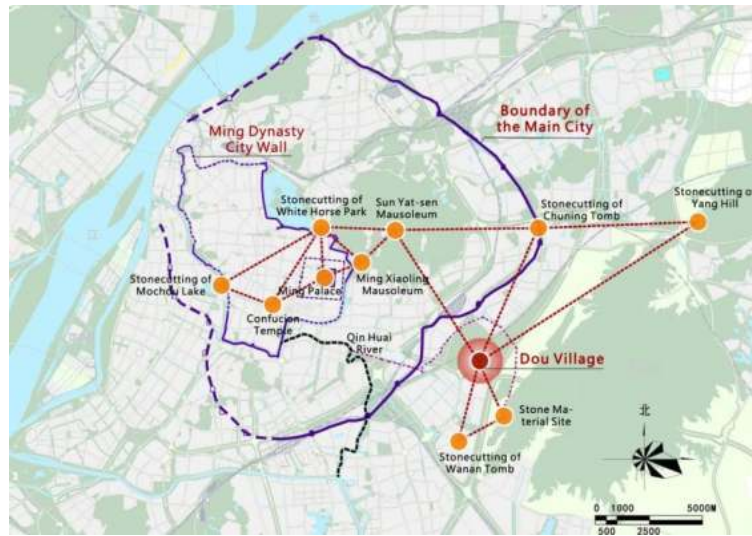 Ming Dynasty
City Wall
Boundary of
the Main City
Stonecutting of
White Horse Park
Sun Yat-sen
Mausoleum
Stonecutting of
Chuning Tomb
Stonecutting o
Yang Hill
Stonecutting of
Mochou Lake
Ming Palace
Ming Xiaoling
Mausoleum
Confucion
Temple
Qin Huai
River
Dou Village
Stone Ma-
terial Site
Stonecutting of
Wanan Tomb
北
0 1000 5000M
500 2500